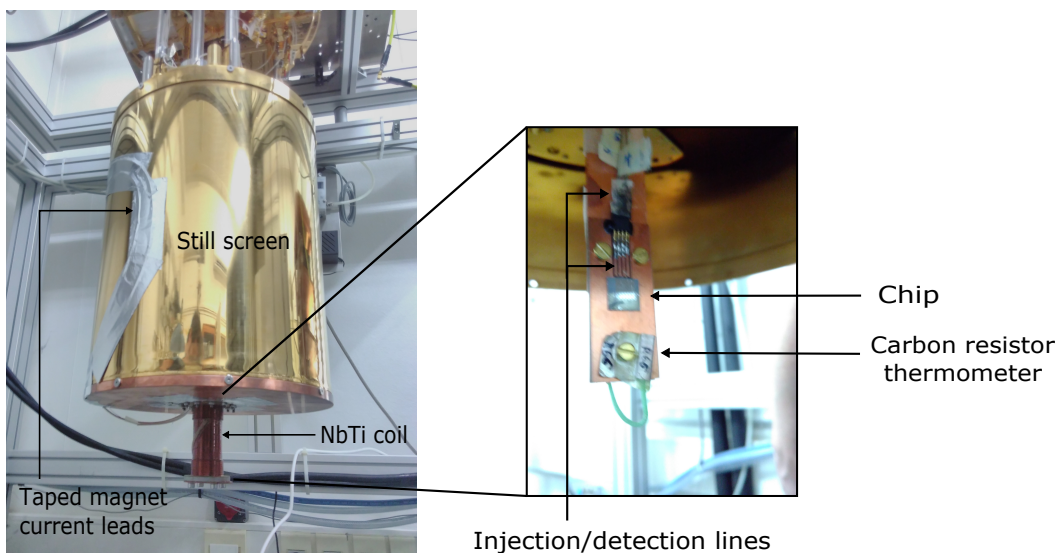 Still screen
NbTi coil
Taped magnet
current leads
Chip
Carbon resistor
thermometer
Injection/detection lines